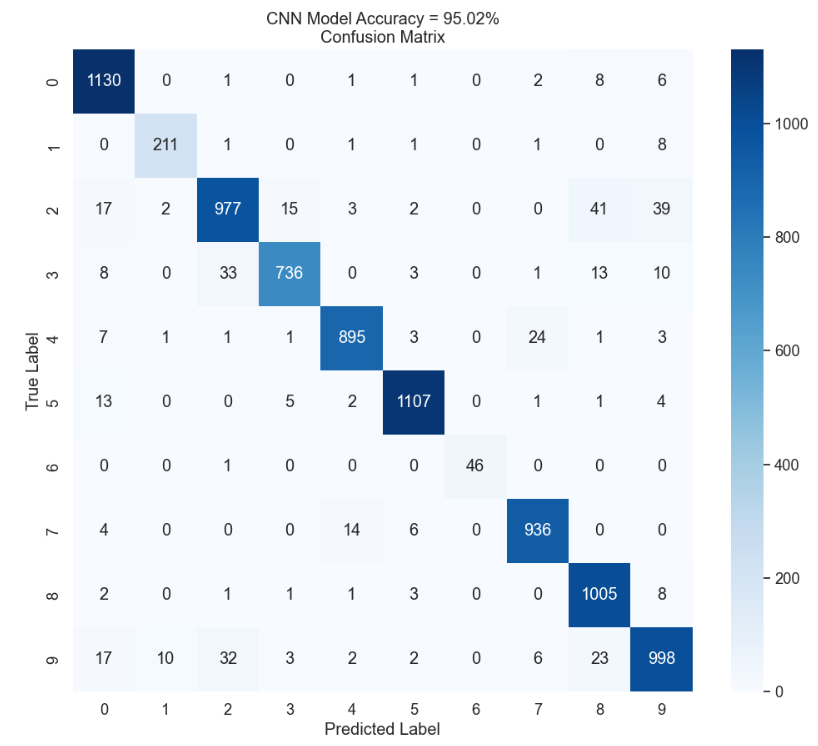 CNN Model Accuracy = 95.02%
Confusion Matrix
0 1130 0 1 0 1 1 0 2 8 6
1 0 211 1 0 1 1 0 1 0 8
2 17 2 977 15 3 2 0 0 41 39
3 8 0 33 736 0 3 0 1 13 10
4 7 1 1 1 895 3 0 24 1 3
5 13 0 0 5 2 1107 0 1 1 4
6 0 0 1 0 0 0 46 0 0 0
7 4 0 0 0 14 6 0 936 0 0
8 2 0 1 1 1 3 0 0 1005 8
9 17 10 32 3 2 2 0 6 23 998
0 1 2 3 4 5 6 7 8 9
Predicted Label
True Label
1000
800
600
400
200
0